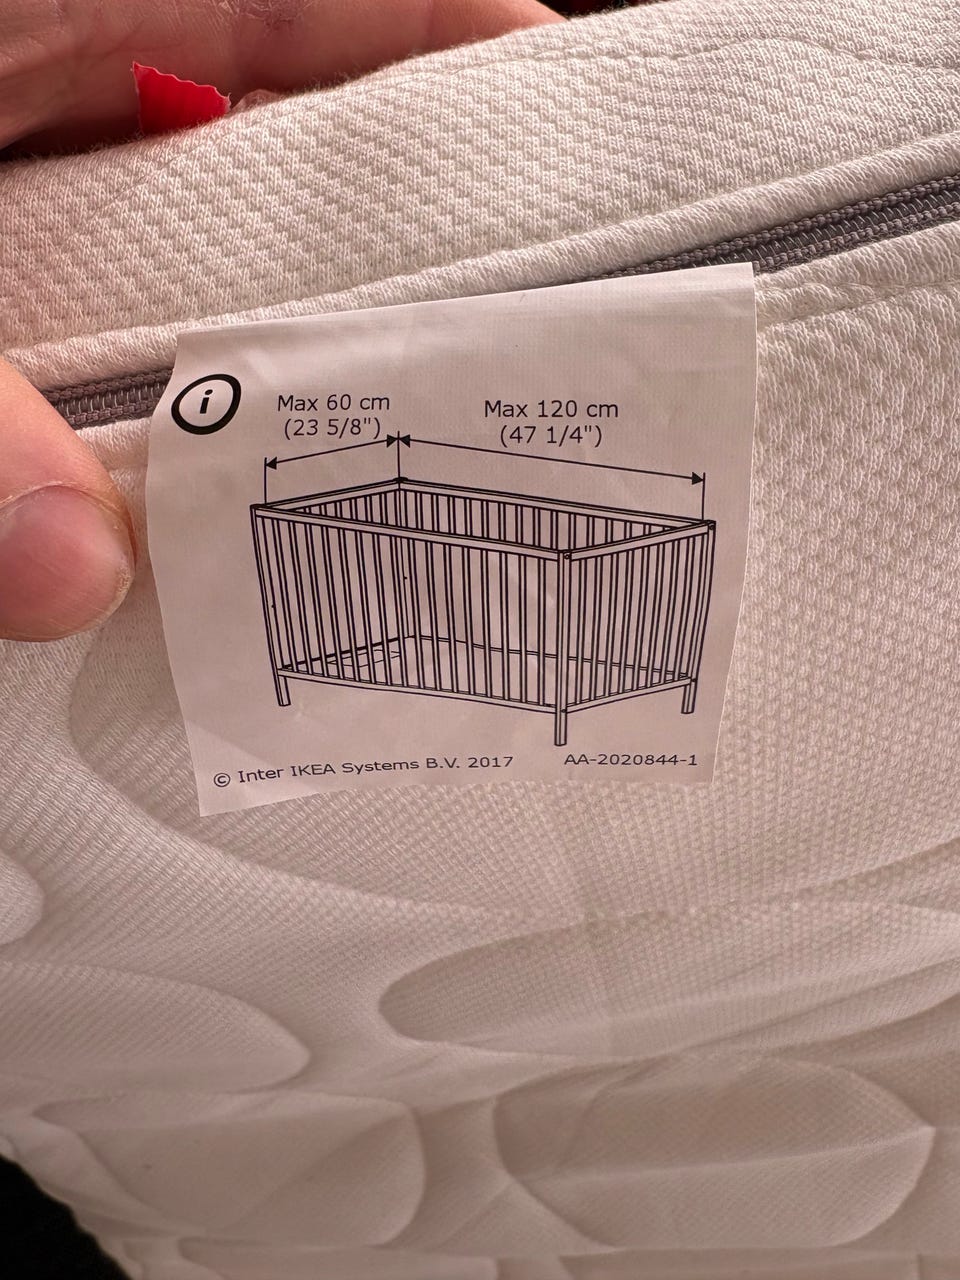 i
Max 60 cm
(23 5/8")
Max 120 cm
(47 1/4")
© Inter IKEA Systems B.V. 2017
AA-2020844-1